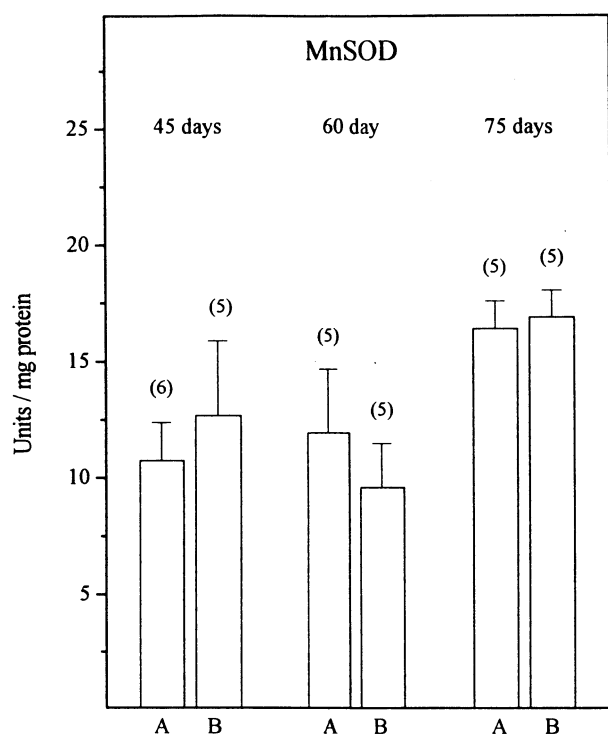 MnSOD
45 days 60 day 75 days
25
20
15
10
5
Units / mg protein
(6) (5) (5) (5) (5) (5)
A B A B A B